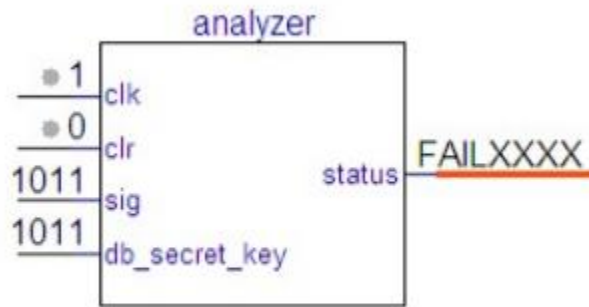 analyzer
1
clk
0
clr
1011
sig
1011
db_secret_key
status
FAILXXXX